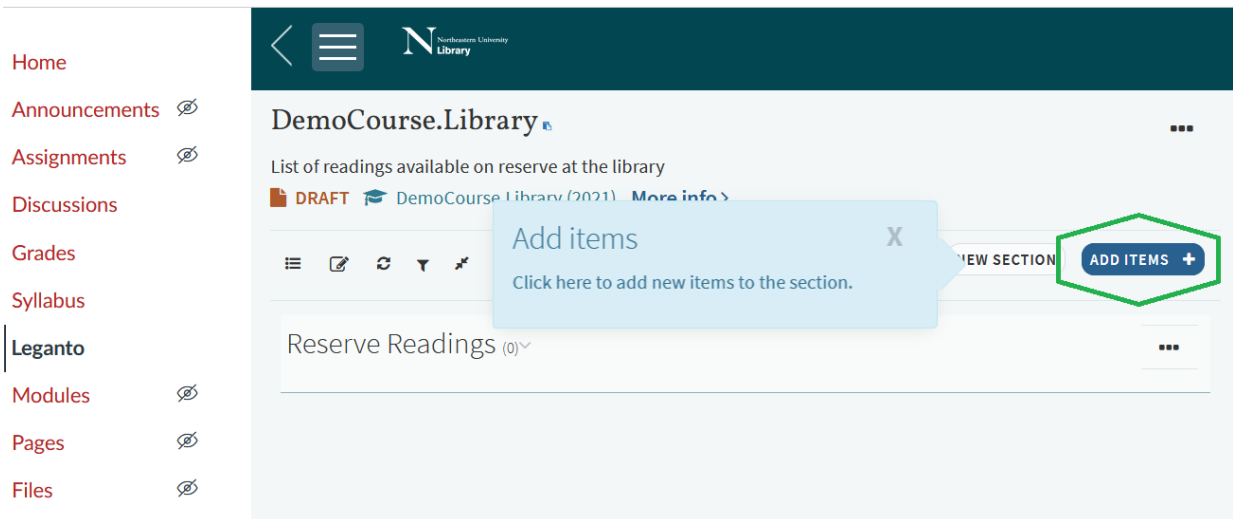 Home
Announcements
Assignments
Discussions
Grades
Syllabus
Leganto
Modules
Pages
Files
N Northeastern University
Library
DemoCourse.Library
List of readings available on reserve at the library
DRAFT DemoCourse.Library (2021) More info >
Add items X
Click here to add new items to the section.
NEW SECTION ADD ITEMS +
Reserve Readings (0)